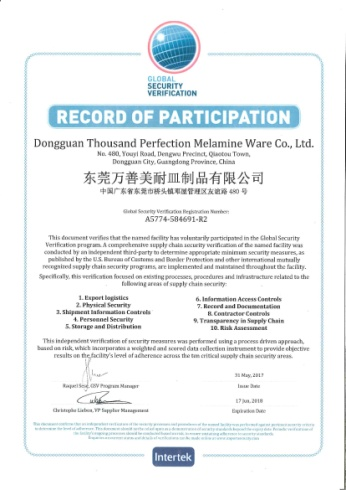 GLOBAL
SECURITY
VERIFICATION
RECORD OF PARTICIPATION
Dongguan Thousand Perfection Melamine Ware Co., Ltd.
No. 480, Youyi Road, Dengwu Precinct, Qiaotou Town,
Dongguan City, Guangdong Province, China
东莞万善美耐皿制品有限公司
中国广东省东莞市桥头镇邓屋管理区友谊路 480 号
Global Security Verification Registration Number:
A5774-584691-R2
This document verifies that the named facility has voluntarily participated in the Global Security
Verification program. A comprehensive supply chain security verification of the named facility was
conducted by an independent third-party to determine appropriate minimum security measures, as
published by the U.S. Bureau of Customs and Border Protection and other international mutually
recognized supply chain security programs, are implemented and maintained throughout the facility.
Specifically, this verification focused on existing processes, procedures and infrastructure related to the
following areas of supply chain security:
1. Export logistics
2. Physical Security
3. Shipment Information Controls
4. Personnel Security
5. Storage and Distribution
6. Information Access Controls
7. Record and Documentation
8. Contractor Controls
9. Transparency in Supply Chain
10. Risk Assessment
This independent verification of security measures was performed using a process driven approach,
based on risk, which incorporates a weighted and scored data collection instrument to provide objective
results on the facility's level of adherence across the ten critical supply chain security areas.
31 May, 2017
Raquel GSV Program Manager
Issue Date
17 Jan, 2018
Christophe Liebon, VP Supplier Management
Expiration Date
Intertek